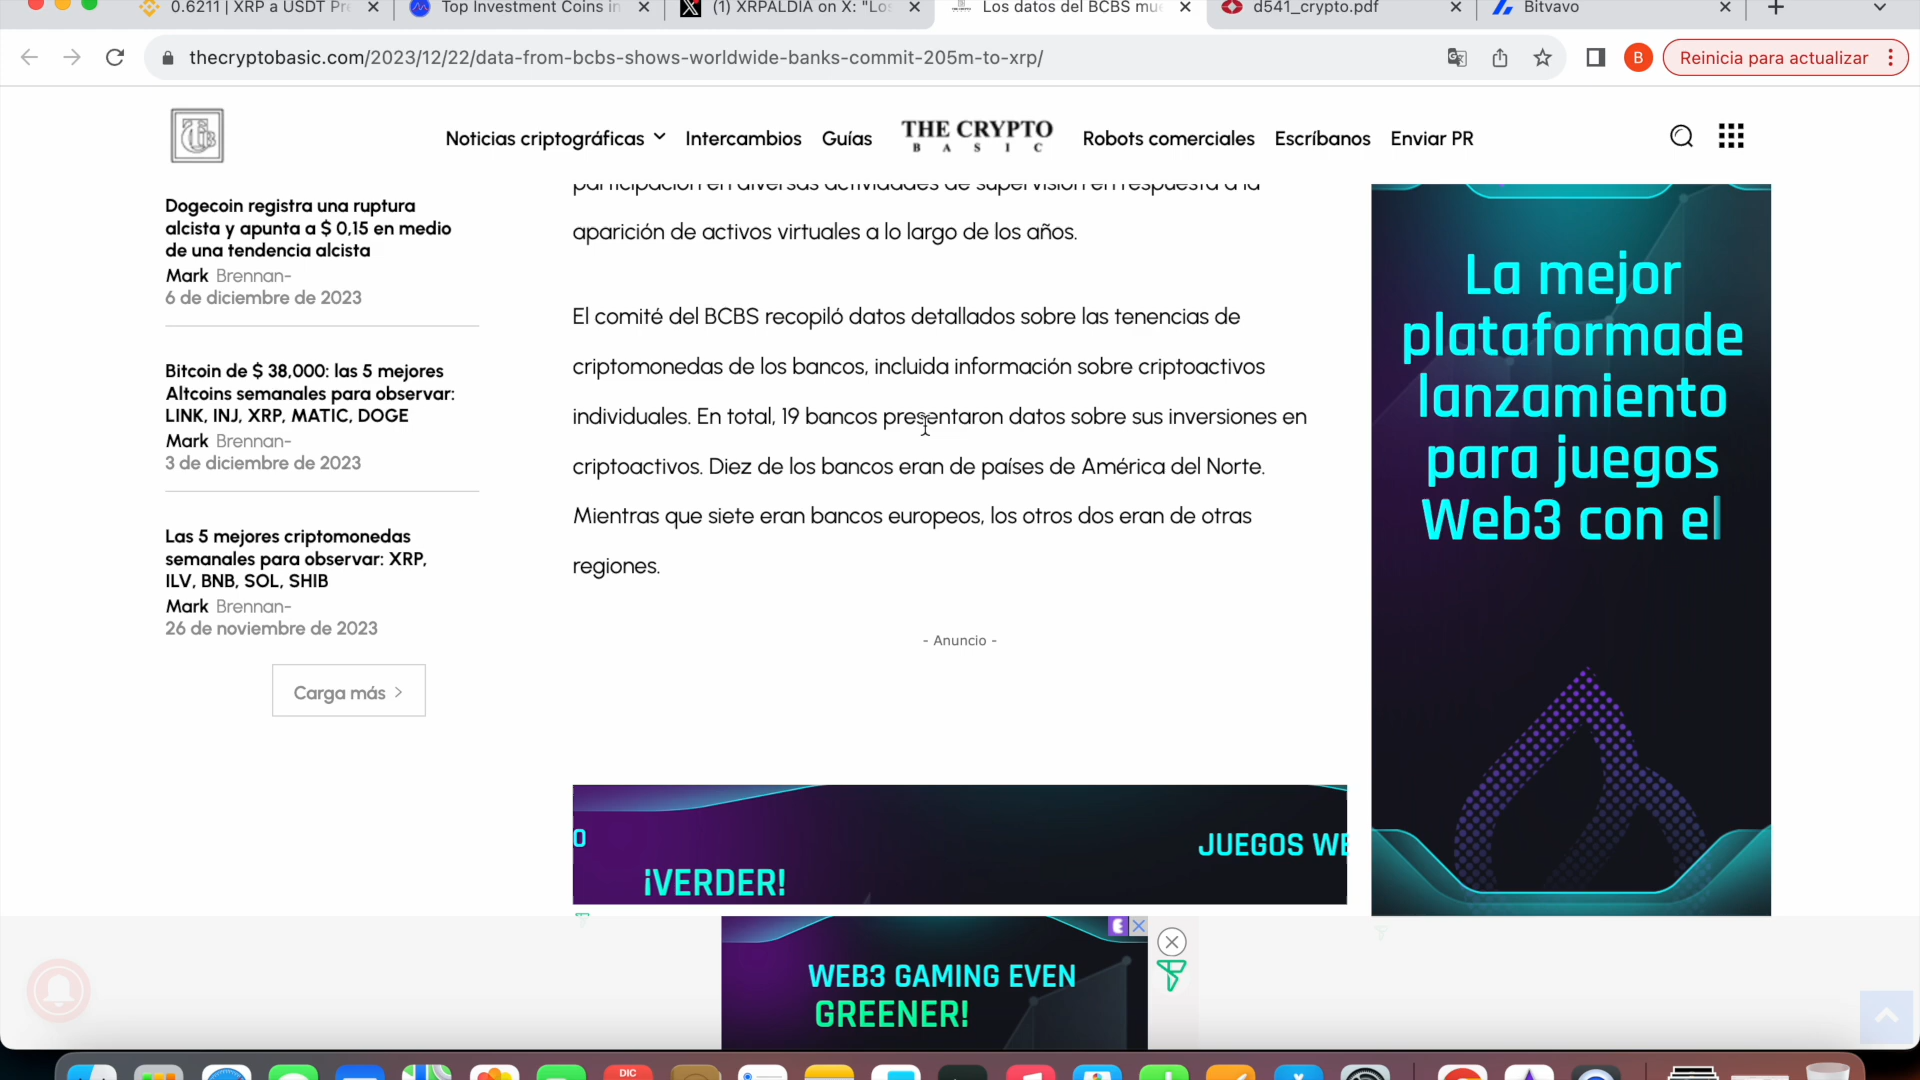 0.6211 | XRP a USDT Pr
Top Investment Coins in
(1) XRPALDIA on X: "Los
Los datos del BCBS mue
d541_crypto.pdf
Bitvavo
thecryptobasic.com/2023/12/22/data-from-bcbs-shows-worldwide-banks-commit-205m-to-xrp/
B
Reinicia para actualizar
Noticias criptográficas
Intercambios
Guías
THE CRYPTO
BASIC
Robots comerciales
Escríbanos
Enviar PR
Dogecoin registra una ruptura
alcista y apunta a $ 0,15 en medio
de una tendencia alcista
Mark Brennan-
6 de diciembre de 2023
Bitcoin de $ 38,000: las 5 mejores
Altcoins semanales para observar:
LINK, INJ, XRP, MATIC, DOGE
Mark Brennan-
3 de diciembre de 2023
Las 5 mejores criptomonedas
semanales para observar: XRP,
ILV, BNB, SOL, SHIB
Mark Brennan-
26 de noviembre de 2023
Carga más
participación en diversas actividades de supervisión en respuesta a la
aparición de activos virtuales a lo largo de los años.
El comité del BCBS recopiló datos detallados sobre las tenencias de
criptomonedas de los bancos, incluida información sobre criptoactivos
individuales. En total, 19 bancos presentaron datos sobre sus inversiones en
criptoactivos. Diez de los bancos eran de países de América del Norte.
Mientras que siete eran bancos europeos, los otros dos eran de otras
regiones.
- Anuncio -
O
¡VERDER!
JUEGOS WE
La mejor
plataformade
lanzamiento
para juegos
Web3 con el
WEB3 GAMING EVEN
GREENER!
DIC